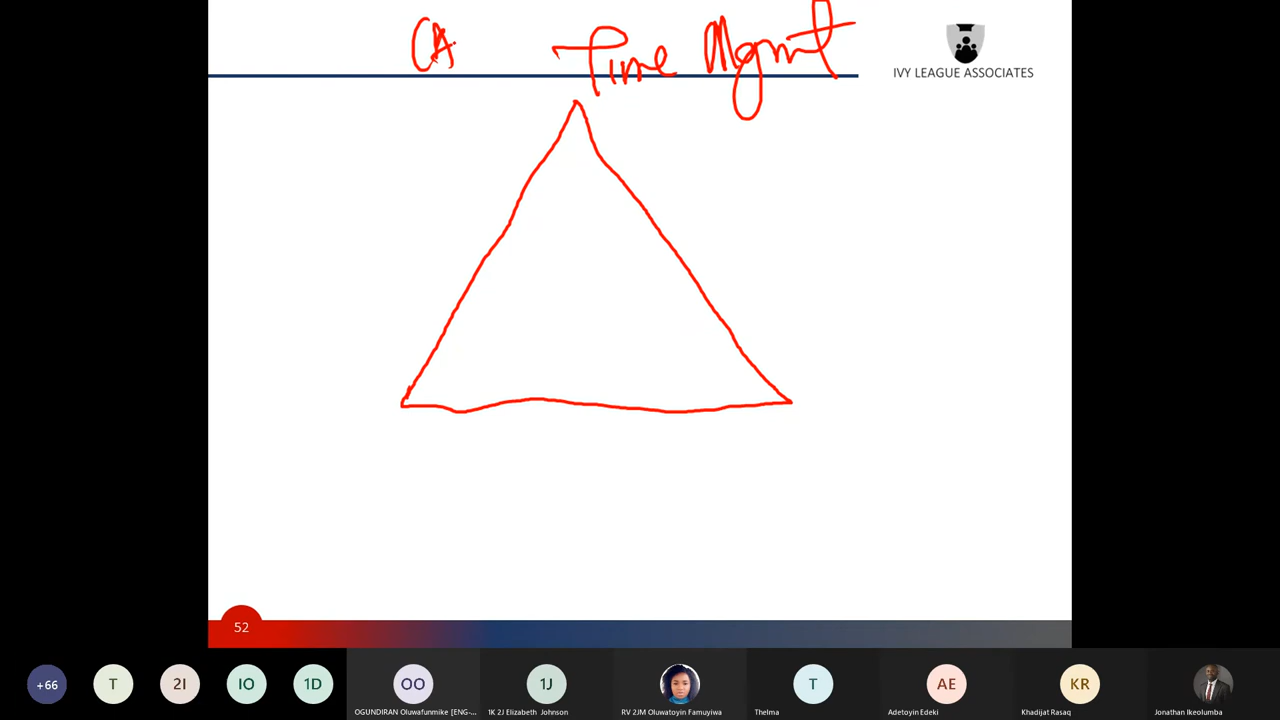 CA Time Mgmt
IVY LEAGUE ASSOCIATES
52
+66
T
2I
IO
1D
OO
1J
T
AE
KR
OGUNDIRAN Oluwafunmike [ENG-...
1K 2J Elizabeth Johnson
RV 2JM Oluwatoyin Famuyiwa
Thelma
Adetoyin Edeki
Khadijat Rasaq
Jonathan Ikeolumba